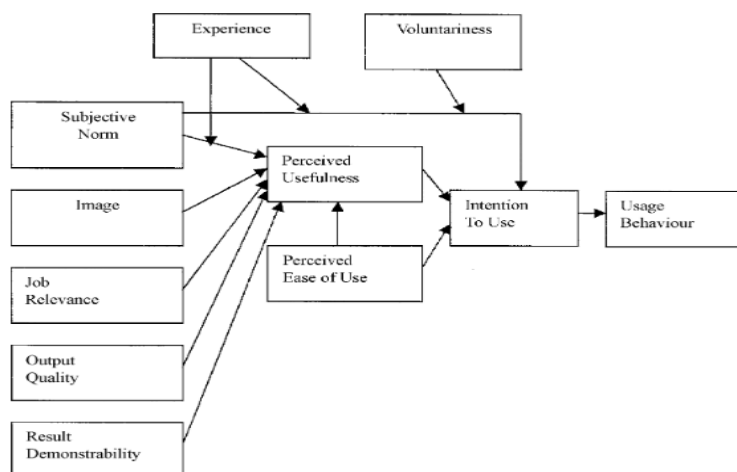 Experience
Voluntariness
Subjective
Norm
Perceived
Usefulness
Image
Intention
To Use
Usage
Behaviour
Perceived
Ease of Use
Job
Relevance
Output
Quality
Result
Demonstrability